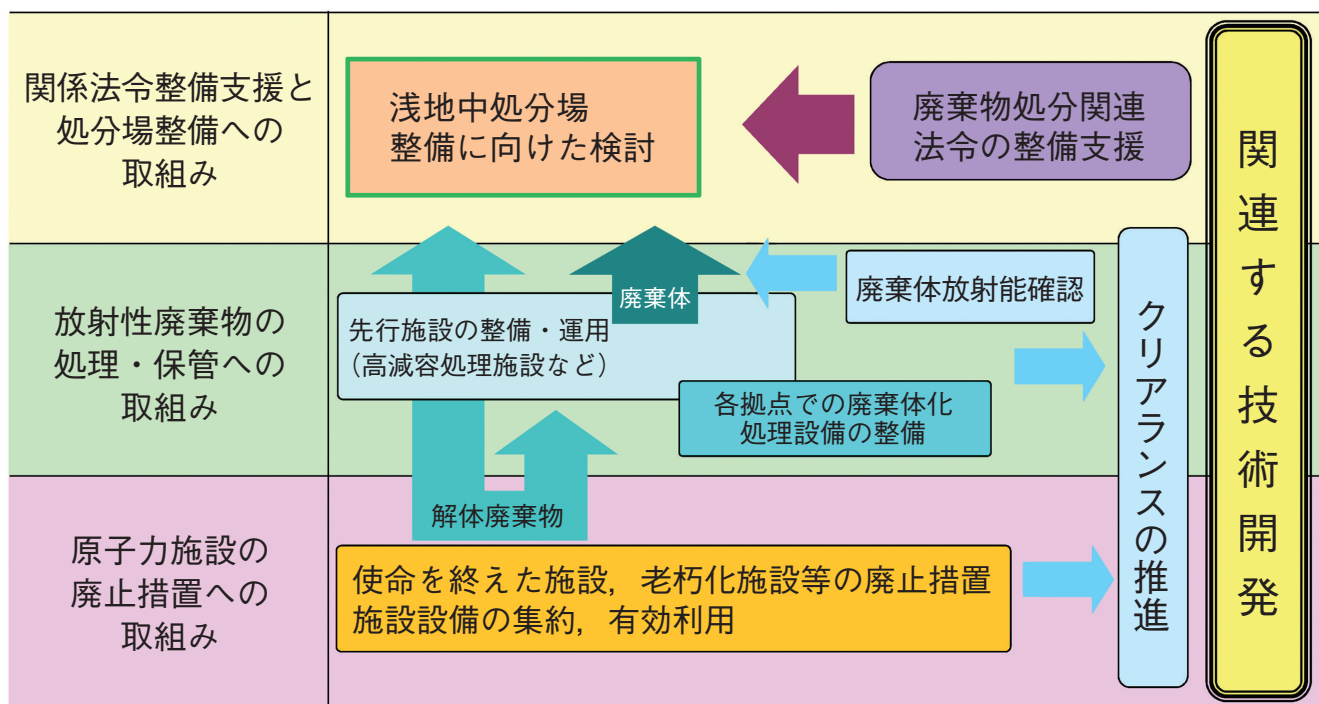 関係法令整備支援と
処分場整備への
取組み
浅地中処分場
整備に向けた検討
廃棄物処分関連
法令の整備支援
放射性廃棄物の
処理・保管への
取組み
廃棄体
廃棄体放射能確認
先行施設の整備・運用
（高減容処理施設など）
各拠点での廃棄体化
処理設備の整備
原子力施設の
廃止措置への
取組み
解体廃棄物
使命を終えた施設，老朽化施設等の廃止措置
施設設備の集約，有効利用
クリアランスの推進
関連する技術開発